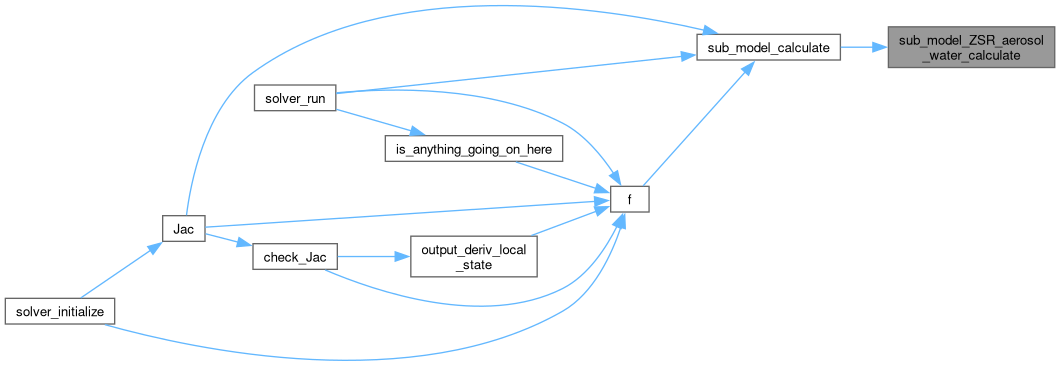 sub_model_ZSR_aerosol
_water_calculate
sub_model_calculate
solver_run
is_anything_going_on_here
f
Jac
output_deriv_local
_state
check_Jac
solver_initialize